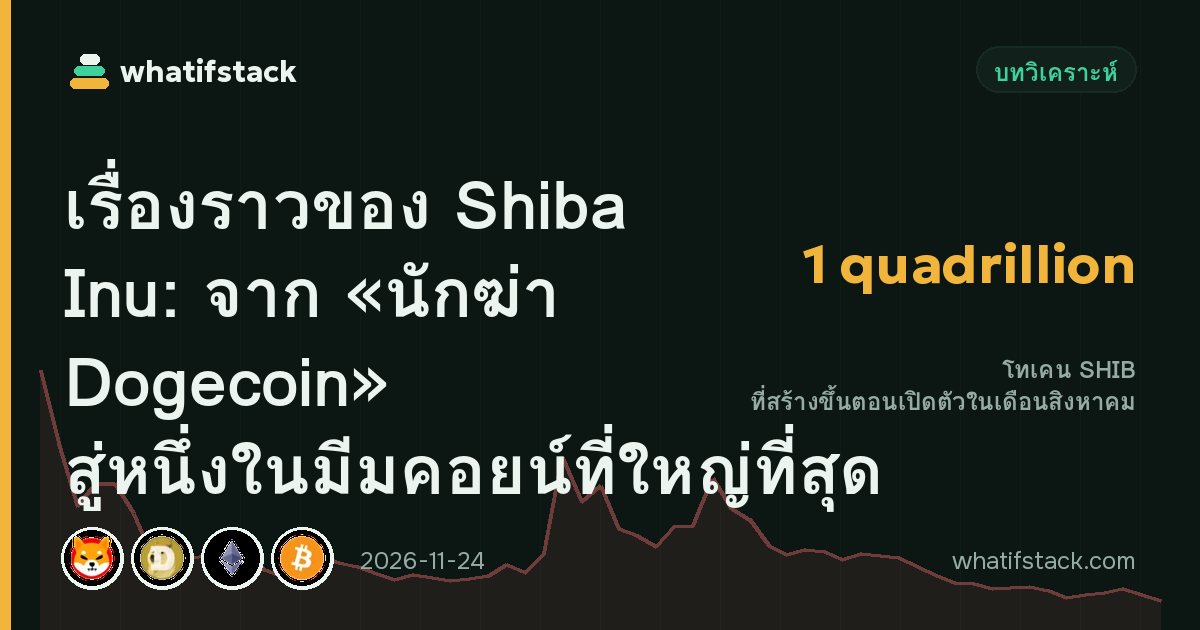 whatifstack
บทวิเคราะห์
เรื่องราวของ Shiba
Inu: จาก «นักฆ่า
Dogecoin»
สู่หนึ่งในมีมคอยน์ที่ใหญ่ที่สุด
1 quadrillion
โทเคน SHIB
ที่สร้างขึ้นตอนเปิดตัวในเดือนสิงหาคม
2026-11-24
whatifstack.com